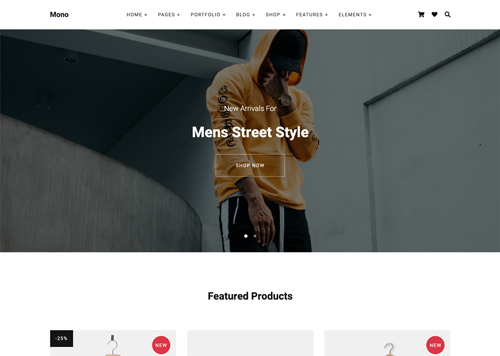 Mono
HOME + PAGES + PORTFOLIO + BLOG + SHOP + FEATURES + ELEMENTS +
New Arrivals For
Mens Street Style
SHOP NOW
Featured Products
-25%
NEW
NEW